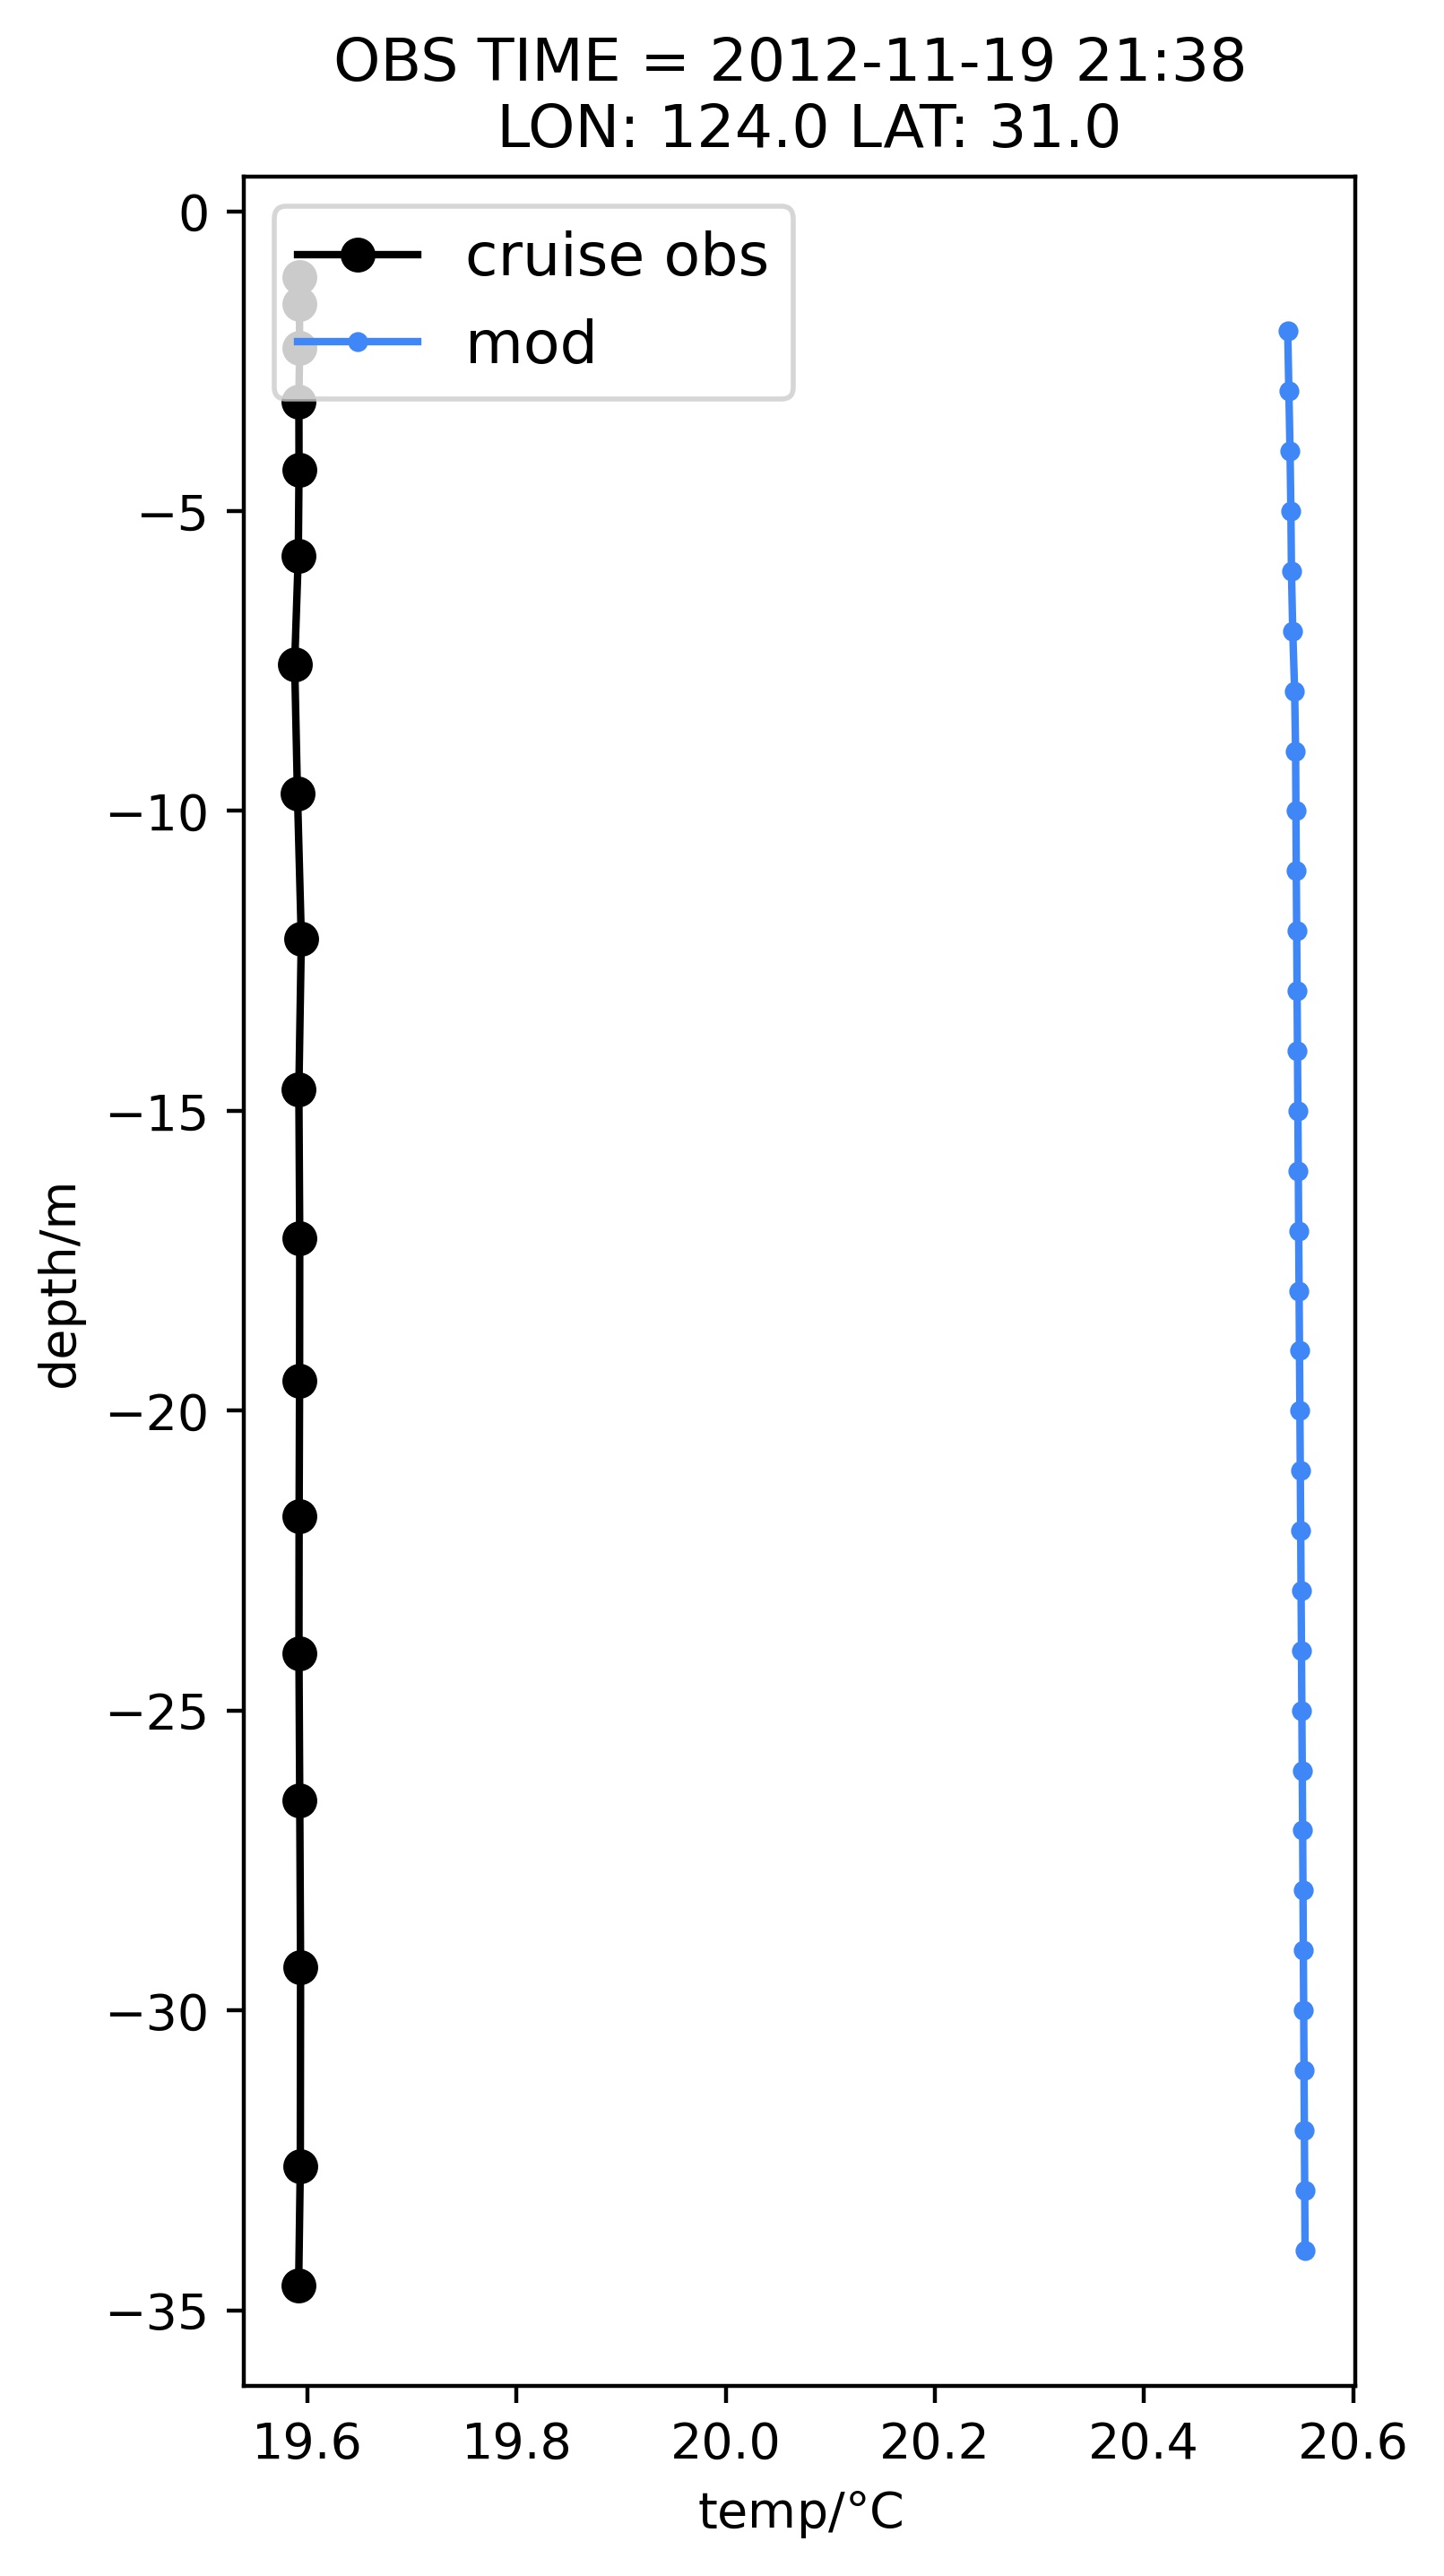 OBS TIME = 2012-11-19 21:38
LON: 124.0 LAT: 31.0
cruise obs
mod
0
−5
−10
−15
−20
−25
−30
−35
depth/m
19.6 19.8 20.0 20.2 20.4 20.6
temp/°C